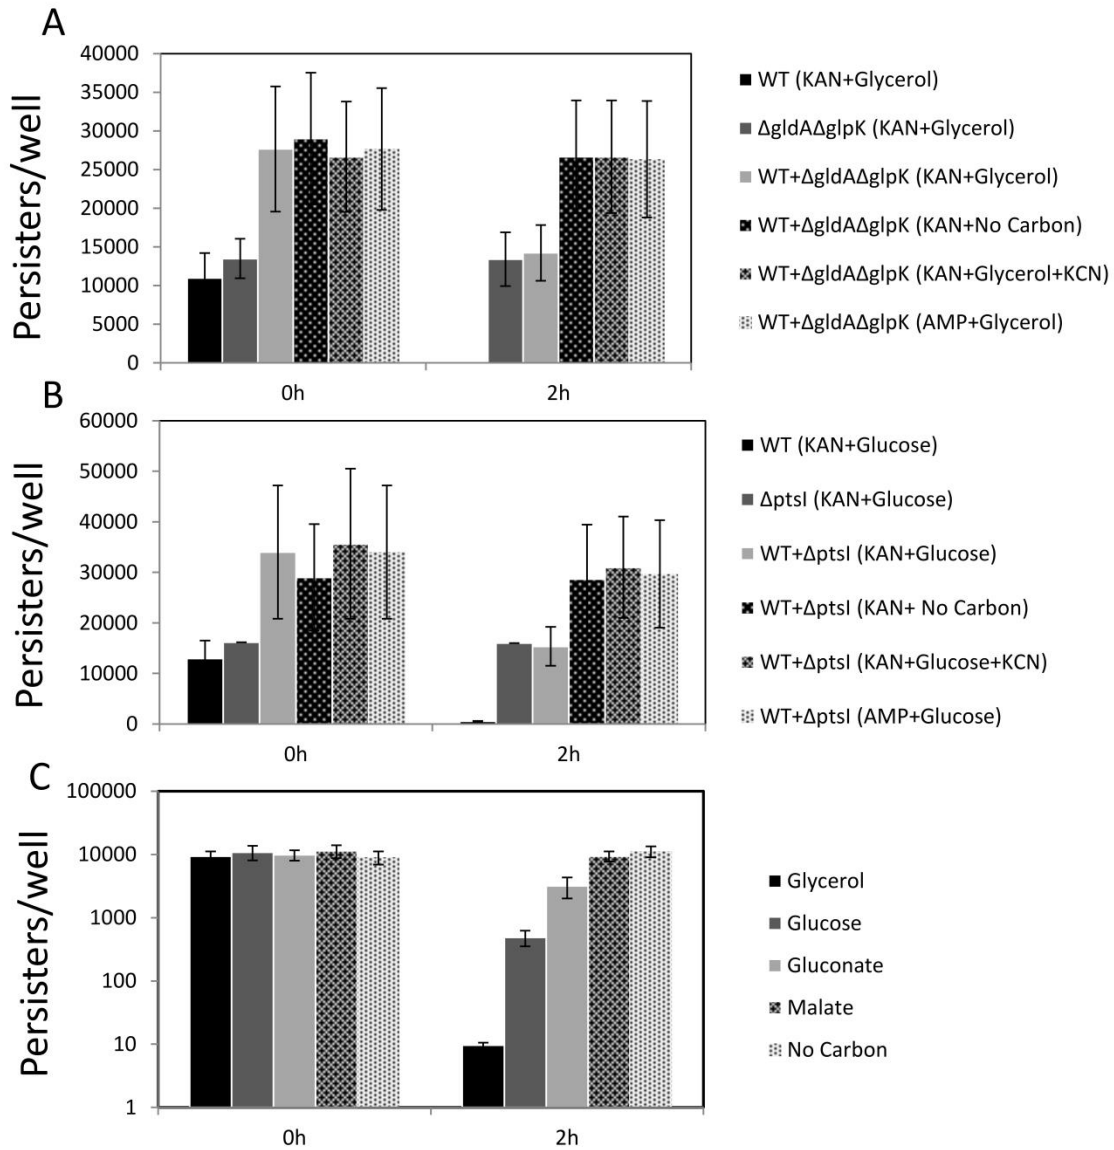 A
Persisters/well
40000
35000
30000
25000
20000
15000
10000
5000
0
0h
2h
WT (KAN+Glycerol)
ΔgldAΔglpK (KAN+Glycerol)
WT+ΔgldAΔglpK (KAN+Glycerol)
WT+ΔgldAΔglpK (KAN+No Carbon)
WT+ΔgldAΔglpK (KAN+Glycerol+KCN)
WT+ΔgldAΔglpK (AMP+Glycerol)
B
Persisters/well
60000
50000
40000
30000
20000
10000
0
0h
2h
WT (KAN+Glucose)
ΔptsI (KAN+Glucose)
WT+ΔptsI (KAN+Glucose)
WT+ΔptsI (KAN+ No Carbon)
WT+ΔptsI (KAN+Glucose+KCN)
WT+ΔptsI (AMP+Glucose)
C
Persisters/well
100000
10000
1000
100
10
1
0h
2h
Glycerol
Glucose
Gluconate
Malate
No Carbon